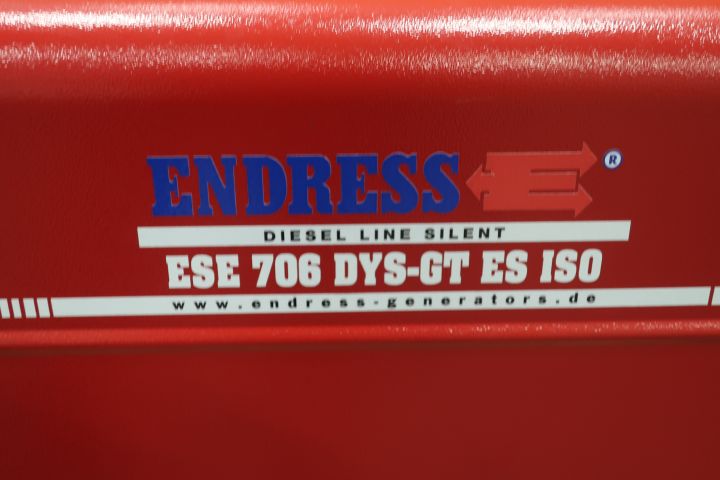 ENDRESS E ®
DIESEL LINE SILENT
ESE 706 DYS-GT ES ISO
www.endress-generators.de